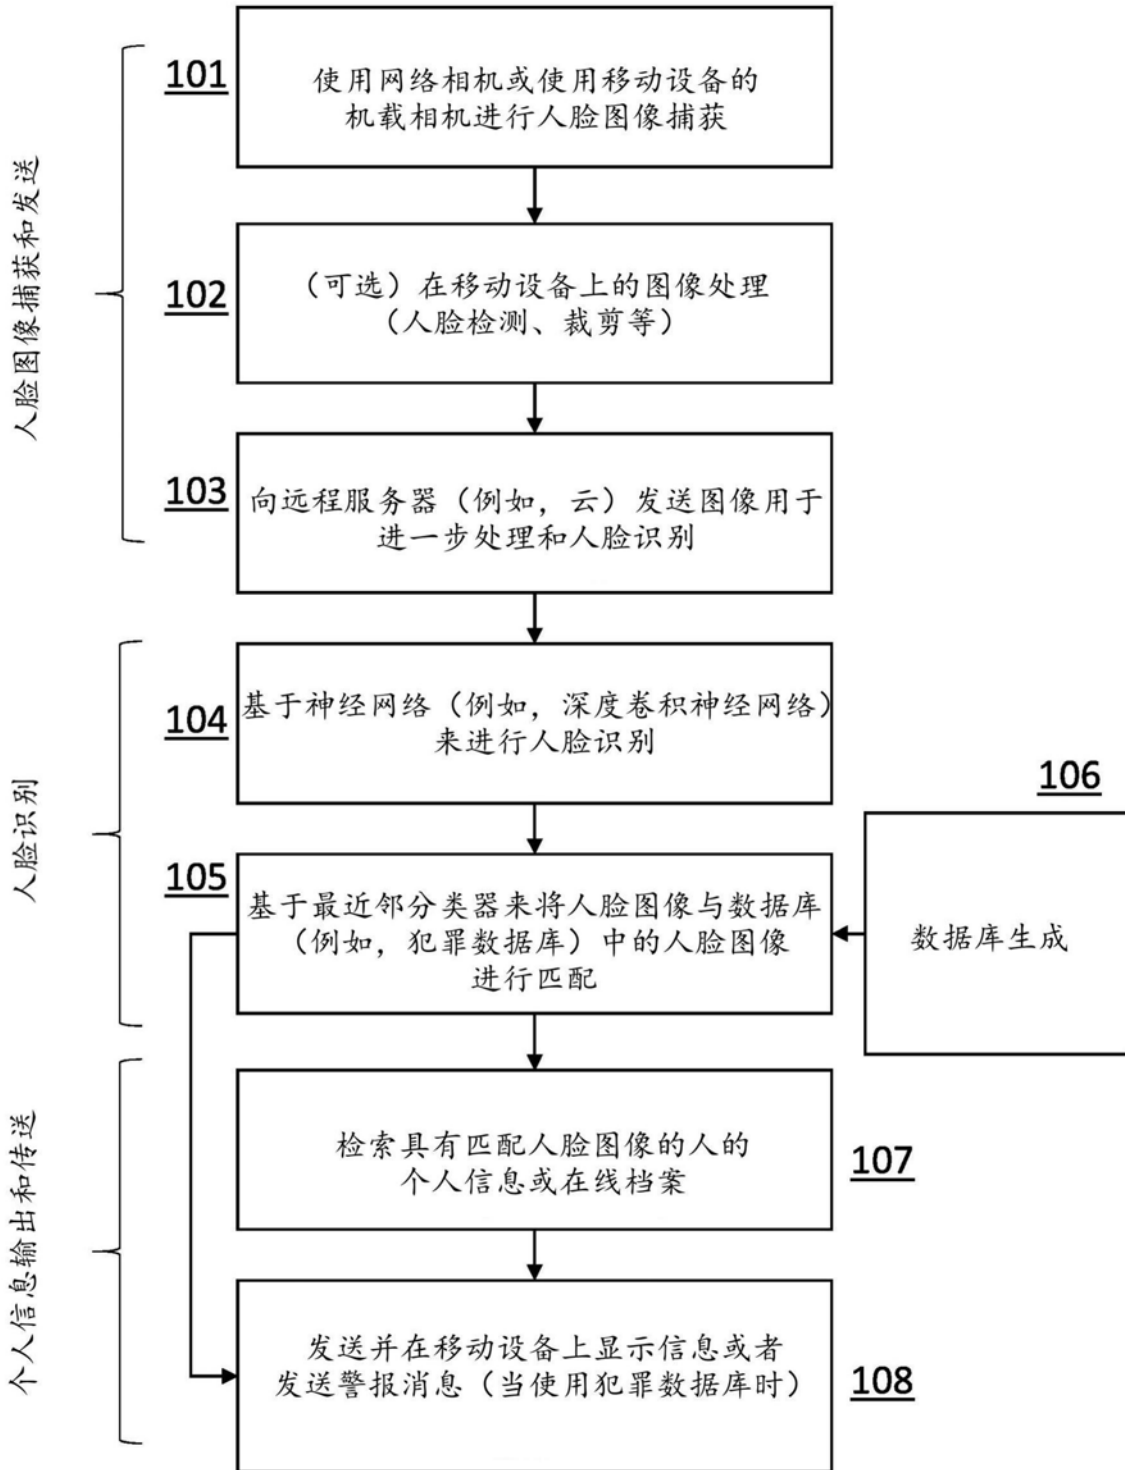 101
使用网络相机或使用移动设备的
机载相机进行人脸图像捕获
人脸图像捕获和发送
102
（可选）在移动设备上的图像处理
（人脸检测、裁剪等）
103
向远程服务器（例如，云）发送图像用于
进一步处理和人脸识别
104
基于神经网络（例如，深度卷积神经网络）
来进行人脸识别
人脸识别
105
基于最近邻分类器来将人脸图像与数据库
（例如，犯罪数据库）中的人脸图像
进行匹配
106
数据库生成
个人信息输出和传送
检索具有匹配人脸图像的人的
个人信息或在线档案
107
发送并在移动设备上显示信息或者
发送警报消息（当使用犯罪数据库时）
108